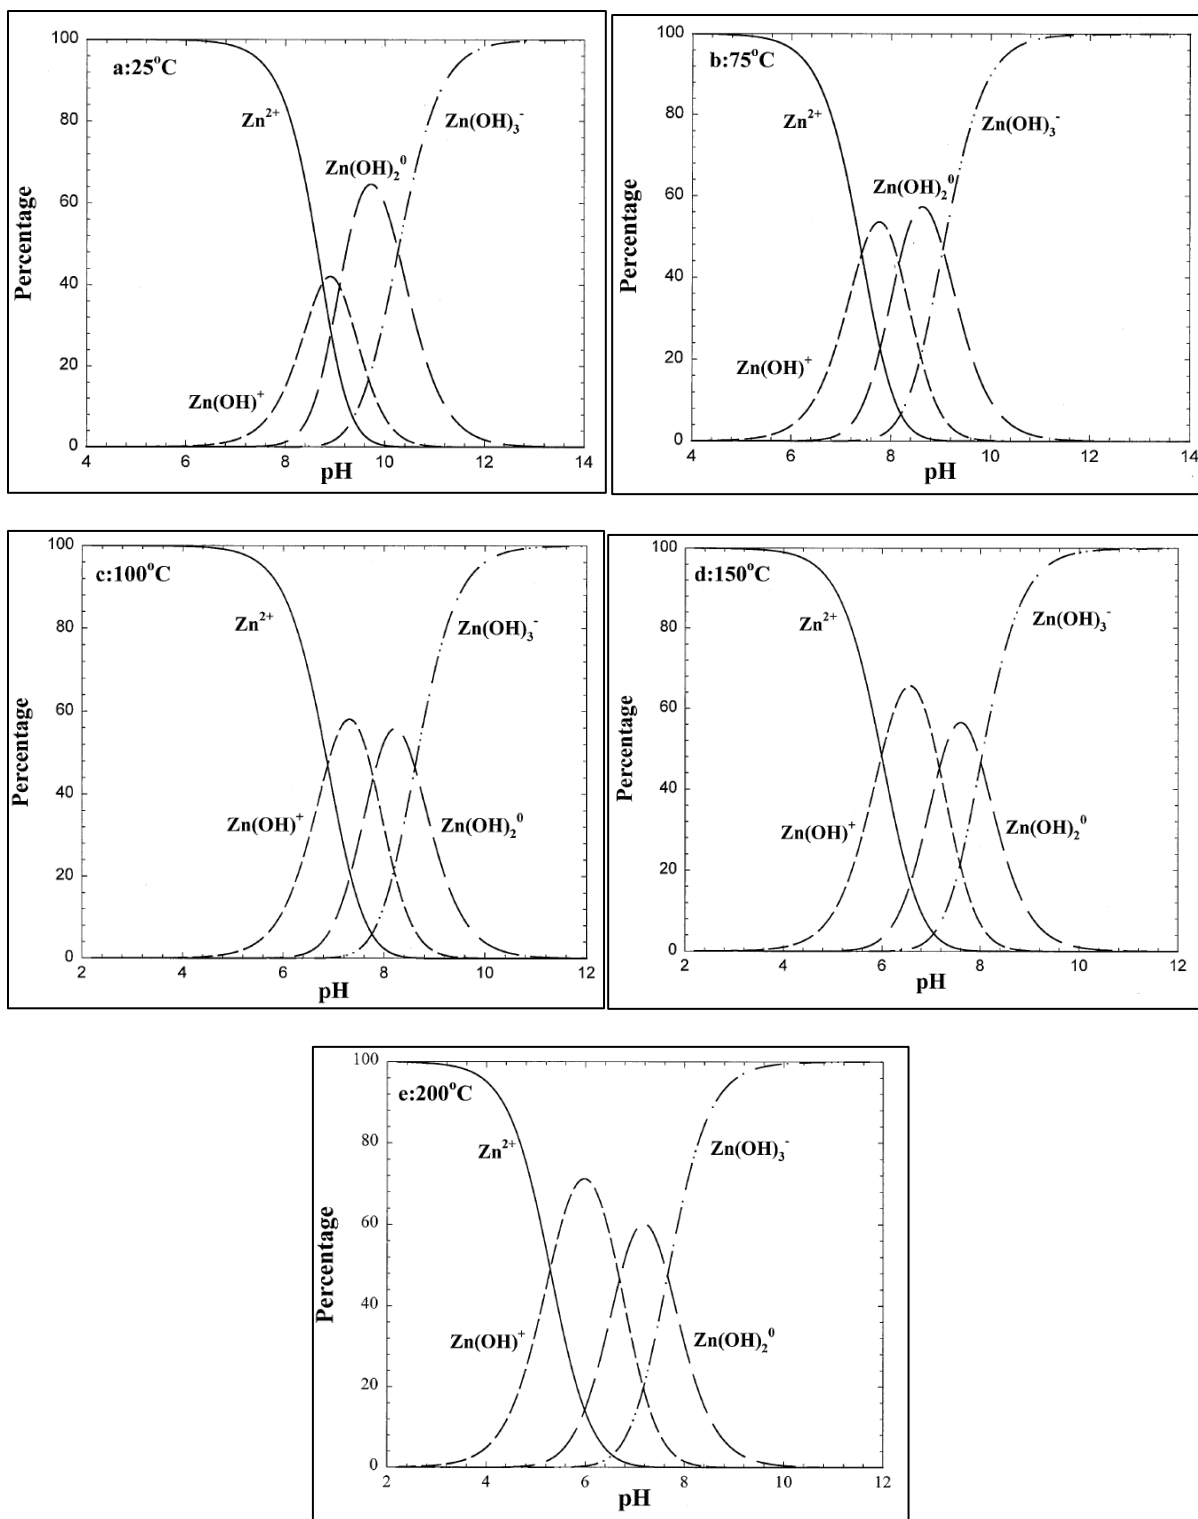 a:25°C
Zn²⁺
Zn(OH)₃⁻
Zn(OH)₂⁰
Zn(OH)⁺
Percentage
100
80
60
40
20
0
4 6 8 10 12 14
pH
b:75°C
Zn²⁺
Zn(OH)₃⁻
Zn(OH)₂⁰
Zn(OH)⁺
Percentage
100
80
60
40
20
0
4 6 8 10 12 14
pH
c:100°C
Zn²⁺
Zn(OH)₃⁻
Zn(OH)⁺
Zn(OH)₂⁰
Percentage
100
80
60
40
20
0
2 4 6 8 10 12
pH
d:150°C
Zn²⁺
Zn(OH)₃⁻
Zn(OH)⁺
Zn(OH)₂⁰
Percentage
100
80
60
40
20
0
2 4 6 8 10 12
pH
e:200°C
Zn²⁺
Zn(OH)₃⁻
Zn(OH)⁺
Zn(OH)₂⁰
Percentage
100
80
60
40
20
0
2 4 6 8 10 12
pH